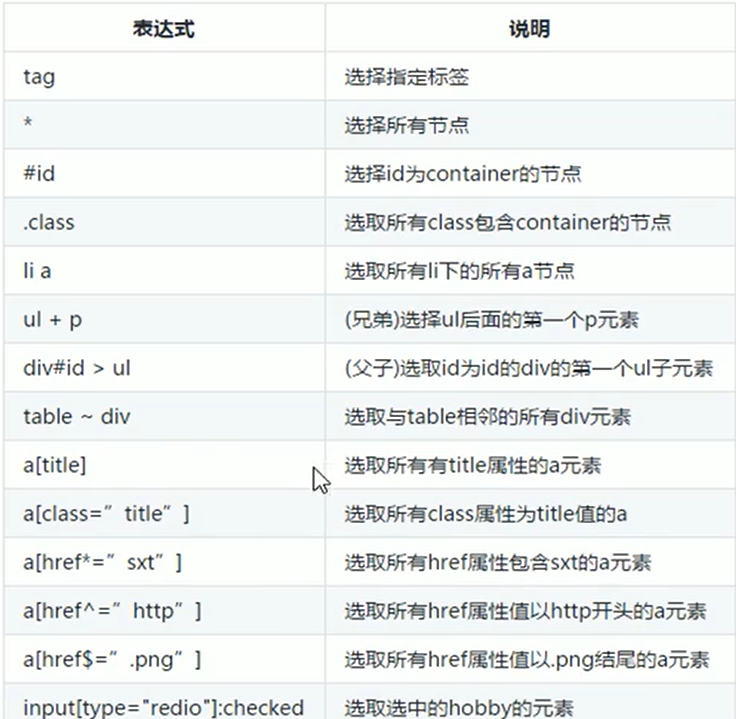 表达式 说明
tag 选择指定标签
* 选择所有节点
#id 选择id为container的节点
.class 选取所有class包含container的节点
li a 选取所有li下的所有a节点
ul + p (兄弟)选择ul后面的第一个p元素
div#id > ul (父子)选取id为id的div的第一个ul子元素
table ~ div 选取与table相邻的所有div元素
a[title] 选取所有有title属性的a元素
a[class=”title”] 选取所有class属性为title值的a
a[href*=”sxt”] 选取所有href属性包含sxt的a元素
a[href^=”http”] 选取所有href属性值以http开头的a元素
a[href$=”.png”] 选取所有href属性值以.png结尾的a元素
input[type="redio"]:checked 选取选中的hobby的元素